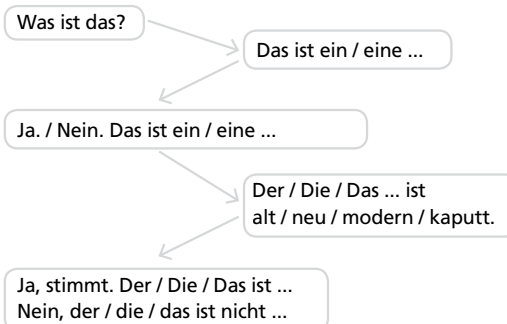 Was ist das?
Das ist ein / eine ...
Ja. / Nein. Das ist ein / eine ...
Der / Die / Das ... ist
alt / neu / modern / kaputt.
Ja, stimmt. Der / Die / Das ist ...
Nein, der / die / das ist nicht ...